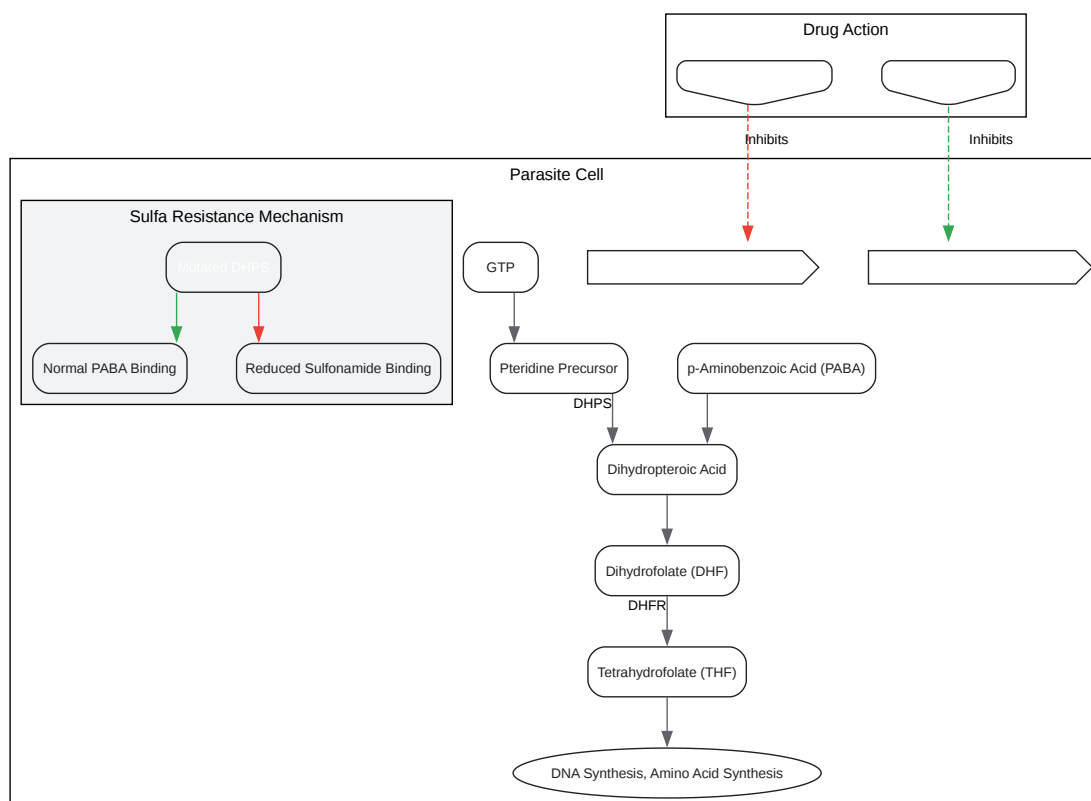 Drug Action
Inhibits
Inhibits
Parasite Cell
Sulfa Resistance Mechanism
Mutated DHPS
GTP
Normal PABA Binding
Reduced Sulfonamide Binding
Pteridine Precursor
p-Aminobenzoic Acid (PABA)
DHPS
Dihydropteroic Acid
Dihydrofolate (DHF)
DHFR
Tetrahydrofolate (THF)
DNA Synthesis, Amino Acid Synthesis